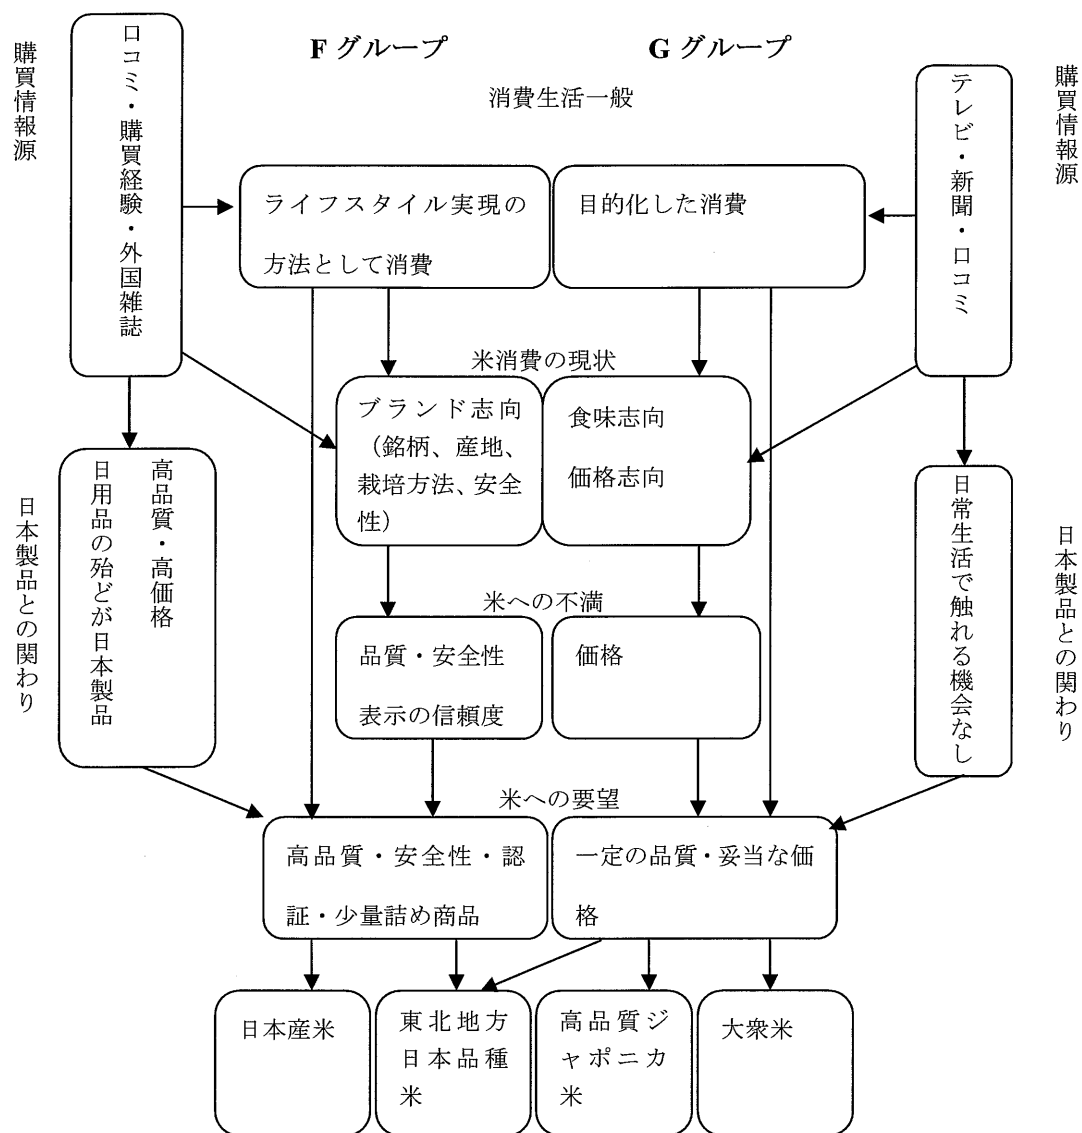 F グループ
G グループ
購買情報源
口コミ・購買経験・外国雑誌
消費生活一般
テレビ・新聞・口コミ
購買情報源
ライフスタイル実現の
方法として消費
目的化した消費
米消費の現状
ブランド志向
（銘柄、産地、
栽培方法、安全
性）
食味志向
価格志向
日本製品との関わり
高品質・高価格
日用品の殆どが日本製品
日常生活で触れる機会なし
日本製品との関わり
米への不満
品質・安全性
表示の信頼度
価格
米への要望
高品質・安全性・認
証・少量詰め商品
一定の品質・妥当な価
格
日本産米
東北地方
日本品種
米
高品質ジ
ャポニカ
米
大衆米